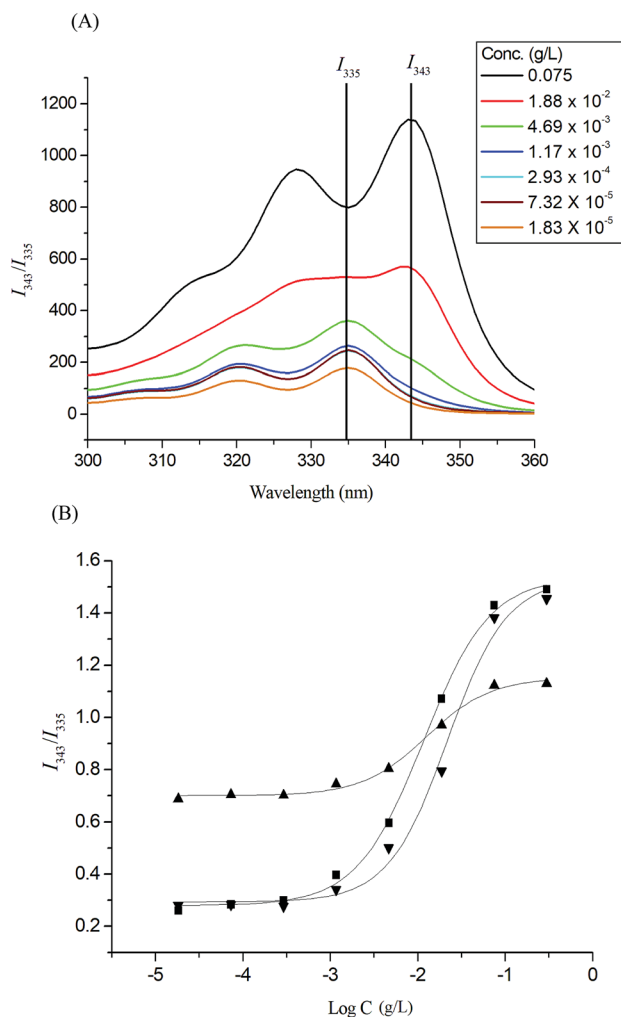 (A)
I335
I343
Conc. (g/L)
0.075
1.88 x 10-2
4.69 x 10-3
1.17 x 10-3
2.93 x 10-4
7.32 X 10-5
1.83 X 10-5
I343/I335
1200
1000
800
600
400
200
0
300 310 320 330 340 350 360
Wavelength (nm)
(B)
I343/I335
1.6
1.4
1.2
1.0
0.8
0.6
0.4
0.2
-5 -4 -3 -2 -1 0
Log C (g/L)